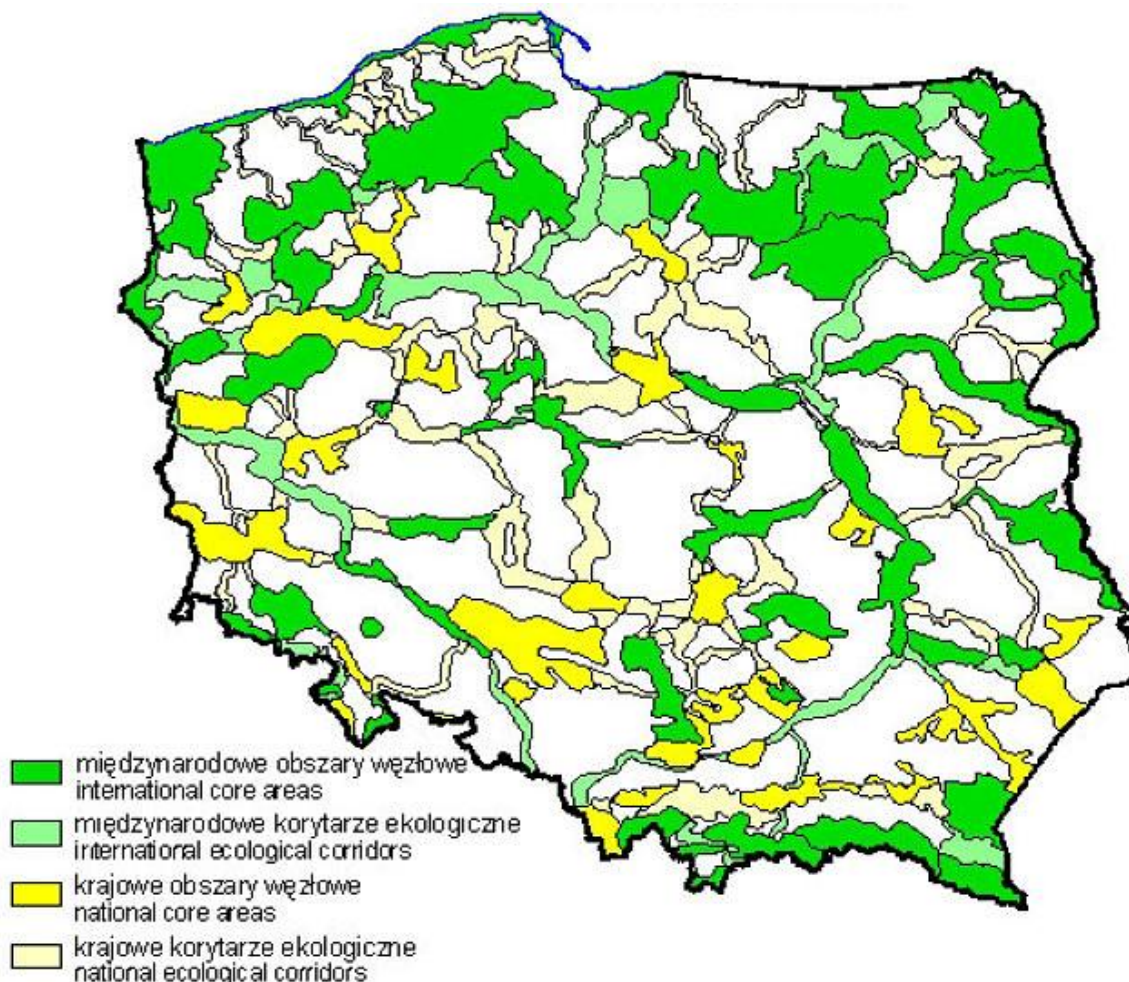 międzynarodowe obszary węzłowe
international core areas
międzynarodowe korytarze ekologiczne
international ecological corridors
krajowe obszary węzłowe
national core areas
krajowe korytarze ekologiczne
national ecological corridors